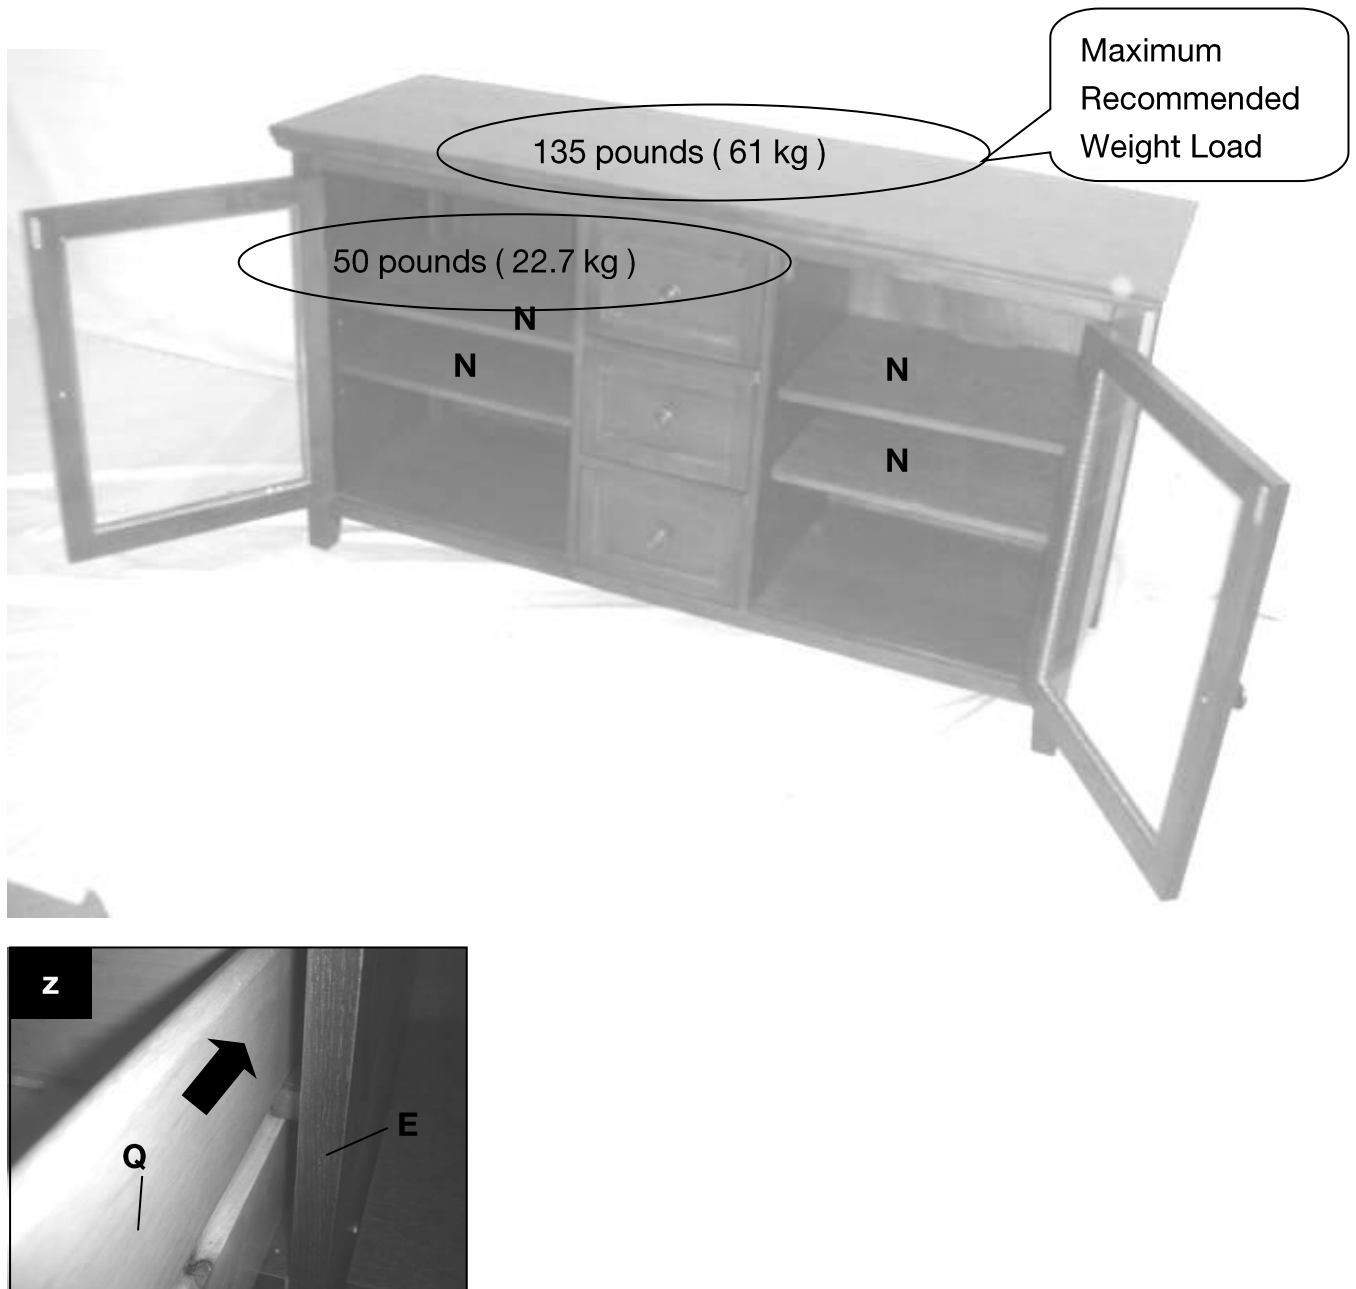 Maximum
Recommended
Weight Load
135 pounds ( 61 kg )
50 pounds ( 22.7 kg )
N
N
N
N
z
E
Q